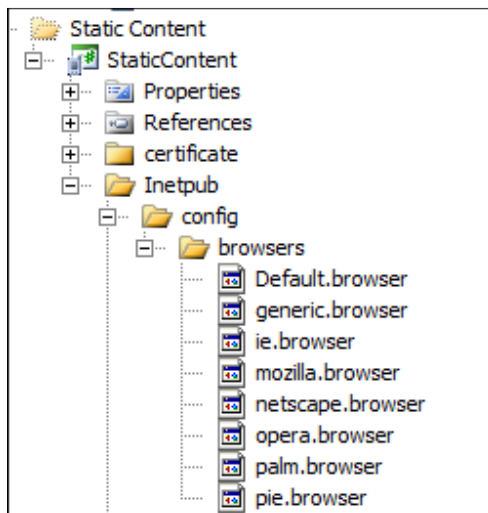 Static Content
StaticContent
Properties
References
certificate
Inetpub
config
browsers
Default.browser
generic.browser
ie.browser
mozilla.browser
netscape.browser
opera.browser
palm.browser
pie.browser